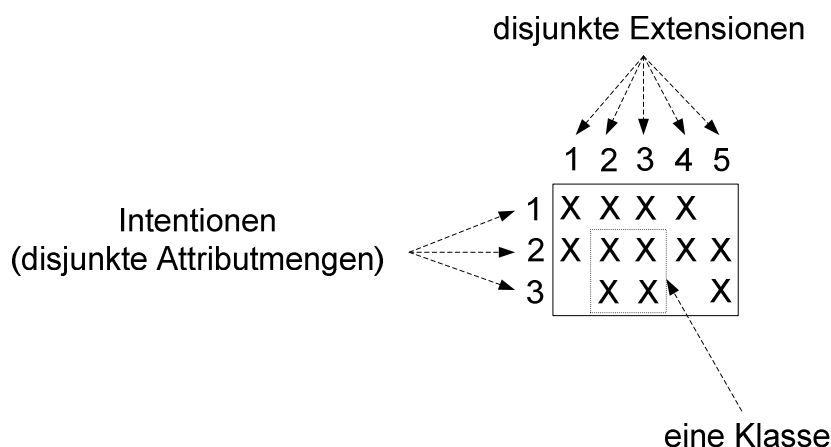 disjunkte Extensionen
1 2 3 4 5
1 X X X X
Intentionen
(disjunkte Attributmengen)
2 X X X X X
3 X X X
eine Klasse